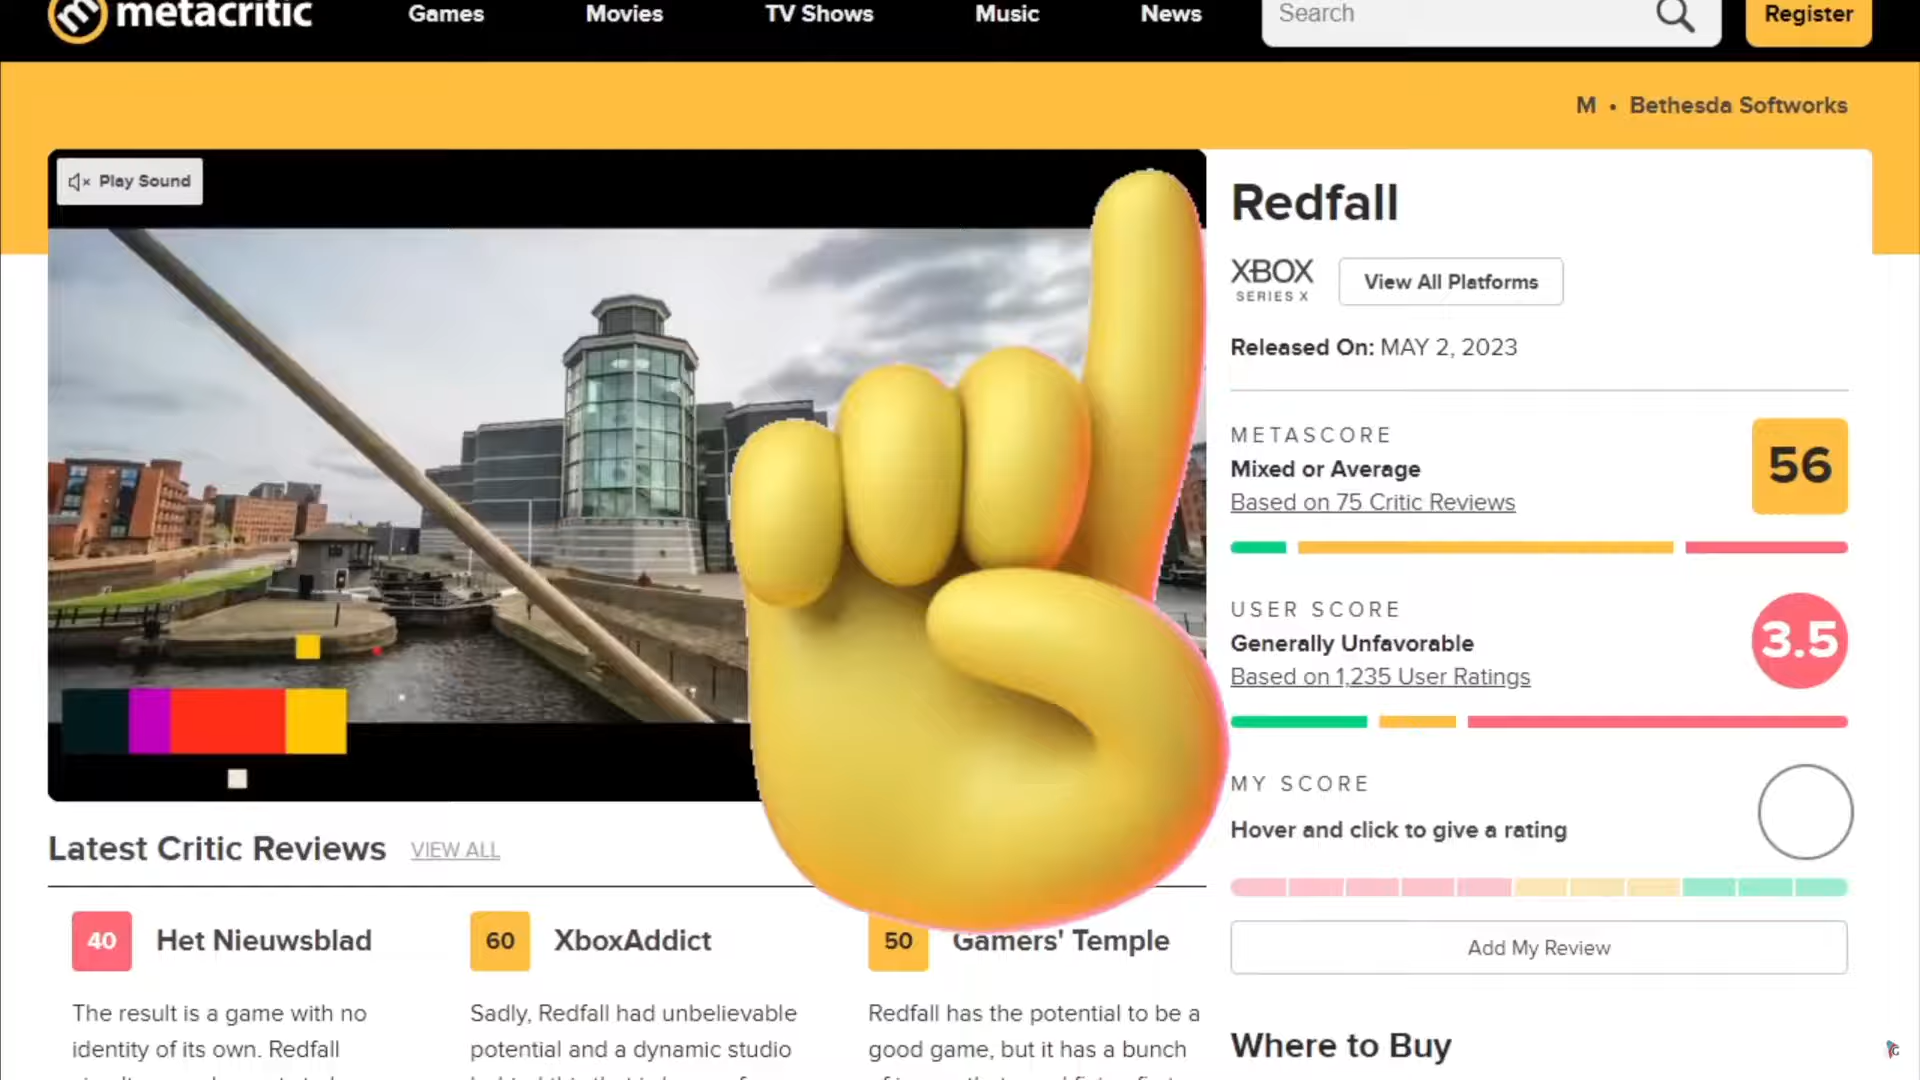 metacritic
Games
Movies
TV Shows
Music
News
Search
Register
M • Bethesda Softworks
Play Sound
Redfall
XBOX
SERIES X
View All Platforms
Released On: MAY 2, 2023
METASCORE
Mixed or Average
Based on 75 Critic Reviews
56
USER SCORE
Generally Unfavorable
Based on 1,235 User Ratings
3.5
MY SCORE
Hover and click to give a rating
Add My Review
Where to Buy
Latest Critic Reviews
VIEW ALL
40
Het Nieuwsblad
The result is a game with no
identity of its own. Redfall
60
XboxAddict
Sadly, Redfall had unbelievable
potential and a dynamic studio
50
Gamers' Temple
Redfall has the potential to be a
good game, but it has a bunch